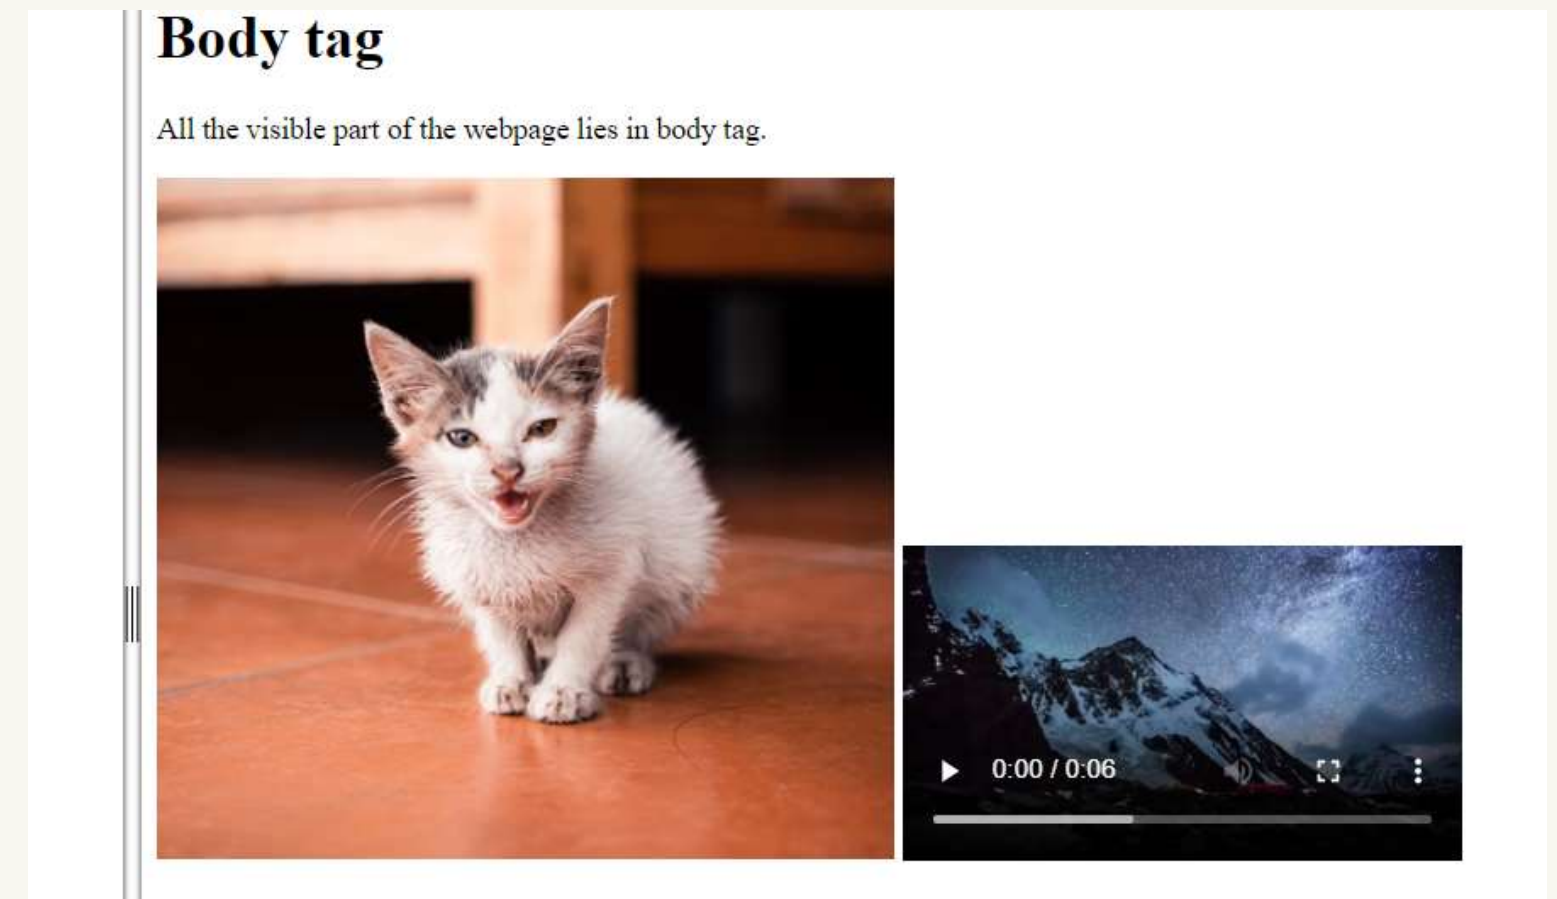 Body tag
All the visible part of the webpage lies in body tag.
0:00 / 0:06